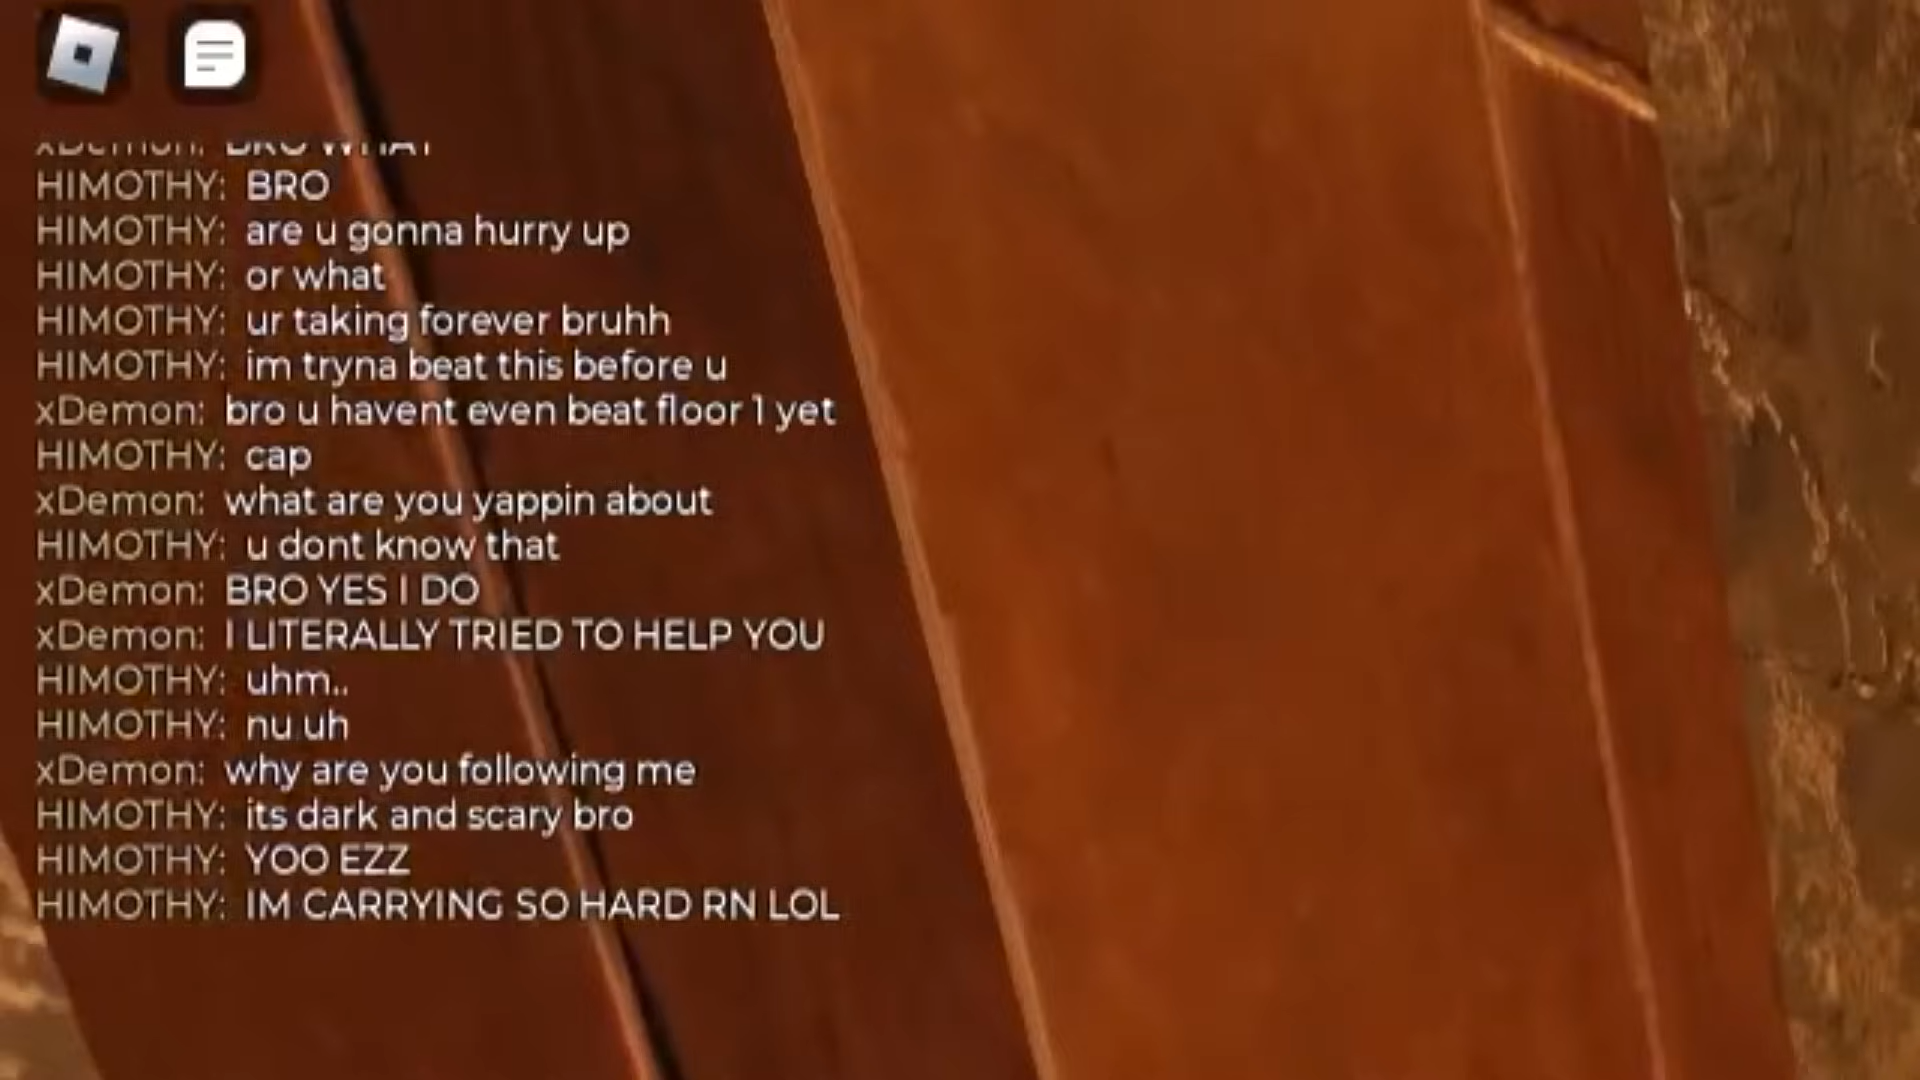 xDemon: BRO WHAT
HIMOTHY: BRO
HIMOTHY: are u gonna hurry up
HIMOTHY: or what
HIMOTHY: ur taking forever bruhh
HIMOTHY: im tryna beat this before u
xDemon: bro u havent even beat floor 1 yet
HIMOTHY: cap
xDemon: what are you yappin about
HIMOTHY: u dont know that
xDemon: BRO YES I DO
xDemon: I LITERALLY TRIED TO HELP YOU
HIMOTHY: uhm..
HIMOTHY: nu uh
xDemon: why are you following me
HIMOTHY: its dark and scary bro
HIMOTHY: YOO EZZ
HIMOTHY: IM CARRYING SO HARD RN LOL